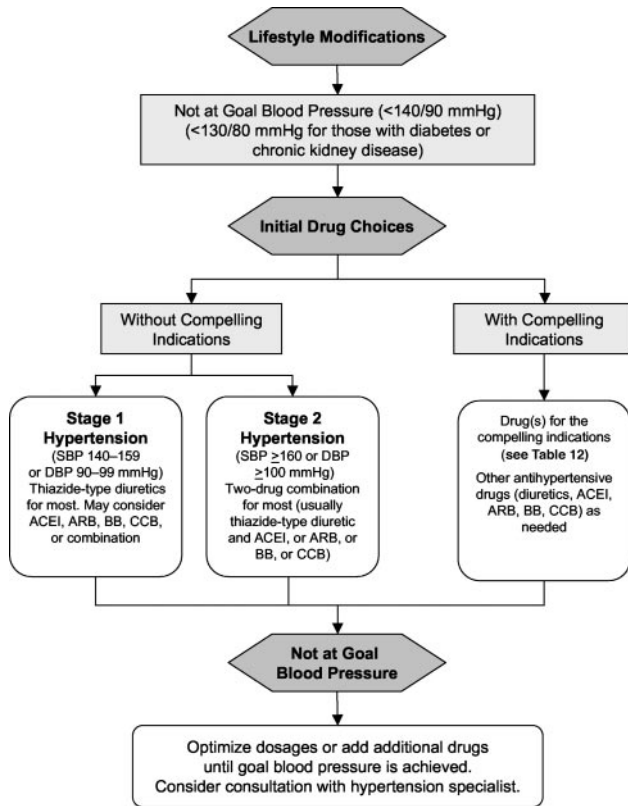 Lifestyle Modifications
Not at Goal Blood Pressure (<140/90 mmHg)
(<130/80 mmHg for those with diabetes or
chronic kidney disease)
Initial Drug Choices
Without Compelling
Indications
With Compelling
Indications
Stage 1
Hypertension
(SBP 140–159
or DBP 90–99 mmHg)
Thiazide-type diuretics
for most. May consider
ACEI, ARB, BB, CCB,
or combination
Stage 2
Hypertension
(SBP ≥160 or DBP
≥100 mmHg)
Two-drug combination
for most (usually
thiazide-type diuretic
and ACEI, or ARB, or
BB, or CCB)
Drug(s) for the
compelling indications
(see Table 12)
Other antihypertensive
drugs (diuretics, ACEI,
ARB, BB, CCB) as
needed
Not at Goal
Blood Pressure
Optimize dosages or add additional drugs
until goal blood pressure is achieved.
Consider consultation with hypertension specialist.